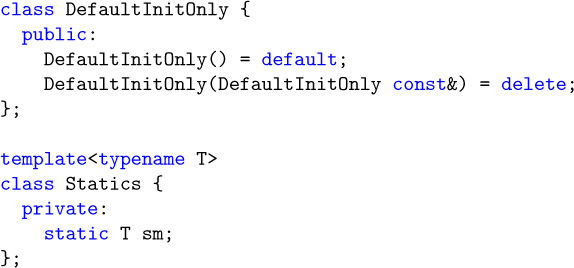 class DefaultInitOnly {
  public:
    DefaultInitOnly() = default;
    DefaultInitOnly(DefaultInitOnly const&) = delete;
};

template<typename T>
class Statics {
  private:
    static T sm;
};